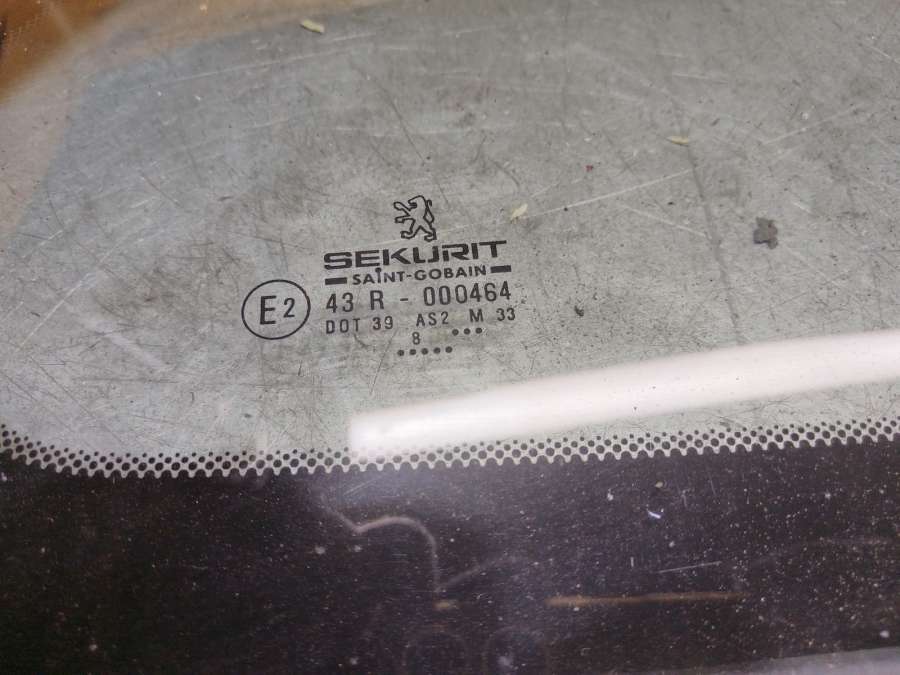 SEKURIT
SAINT-GOBAIN
E2
43 R - 000464
DOT 39 AS2 M 33
8